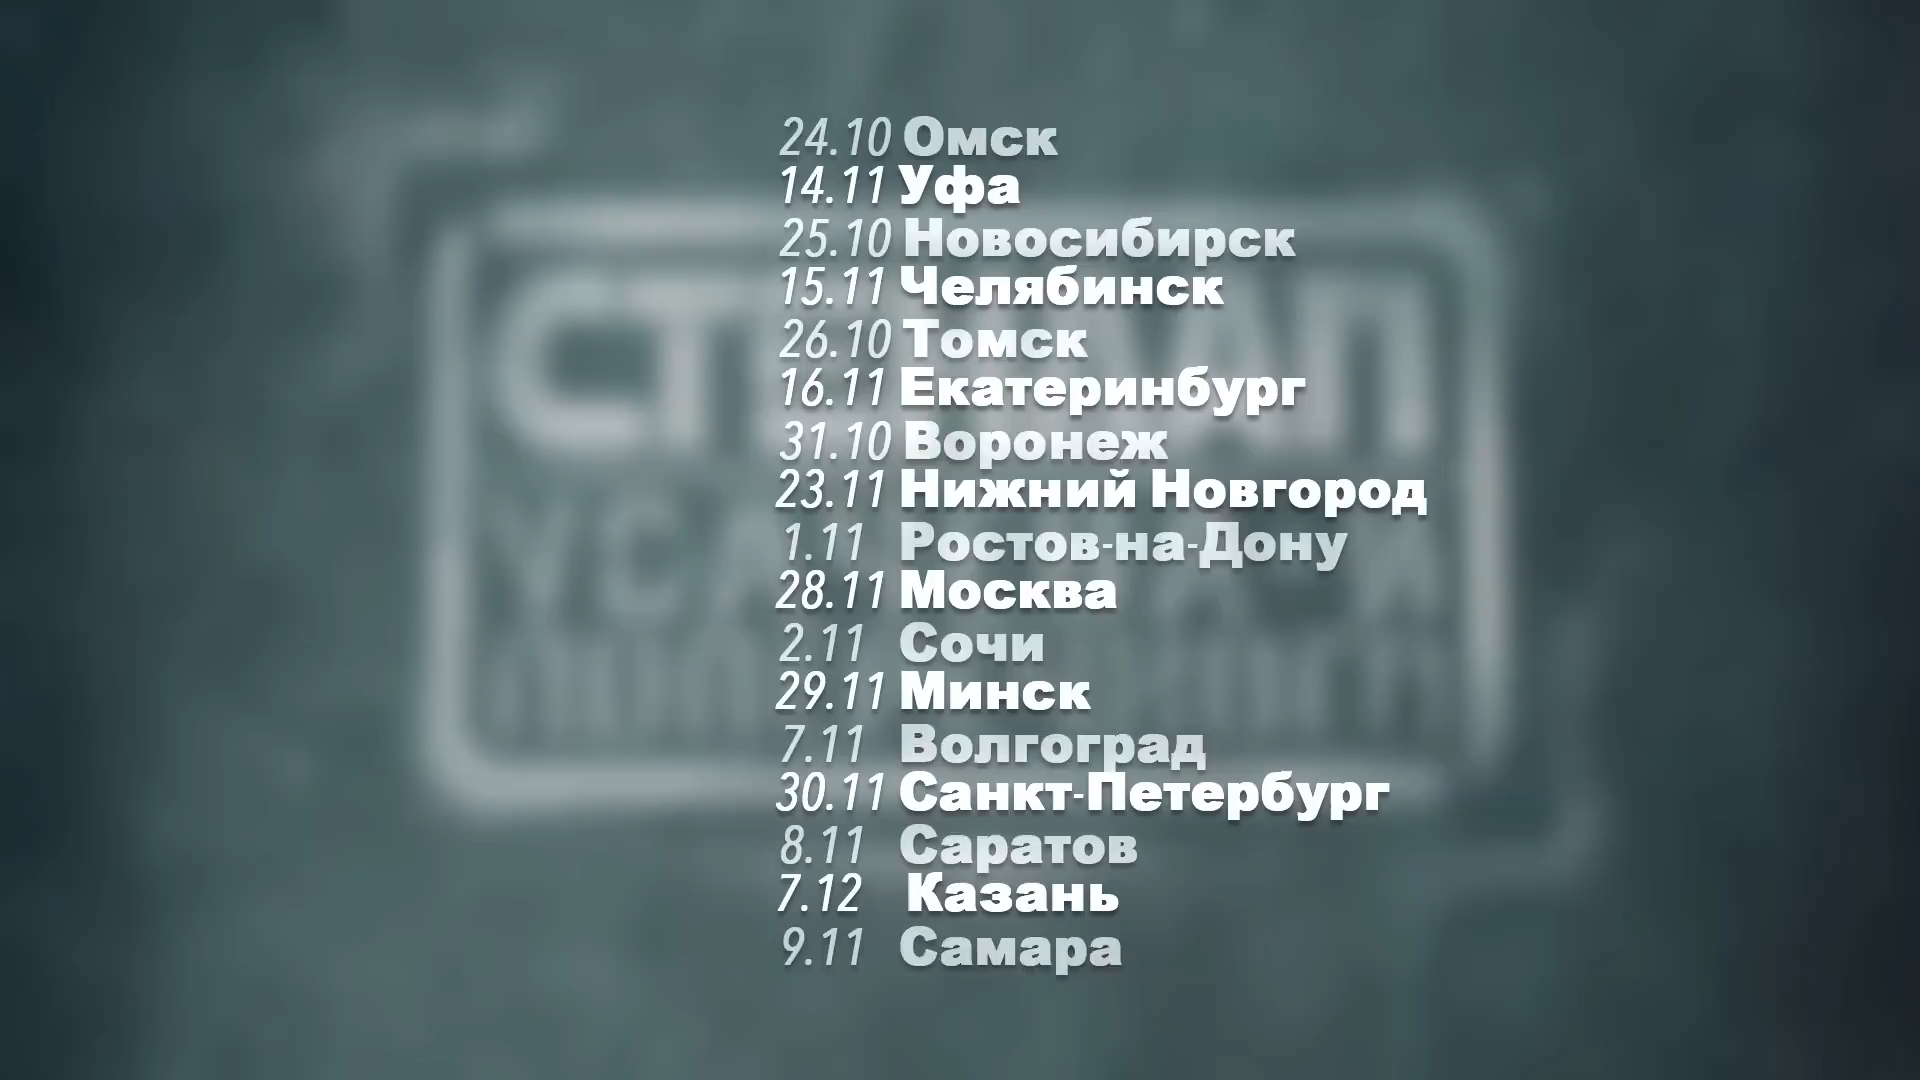 24.10 Омск
14.11 Уфа
25.10 Новосибирск
15.11 Челябинск
26.10 Томск
16.11 Екатеринбург
31.10 Воронеж
23.11 Нижний Новгород
1.11 Ростов-на-Дону
28.11 Москва
2.11 Сочи
29.11 Минск
7.11 Волгоград
30.11 Санкт-Петербург
8.11 Саратов
7.12 Казань
9.11 Самара